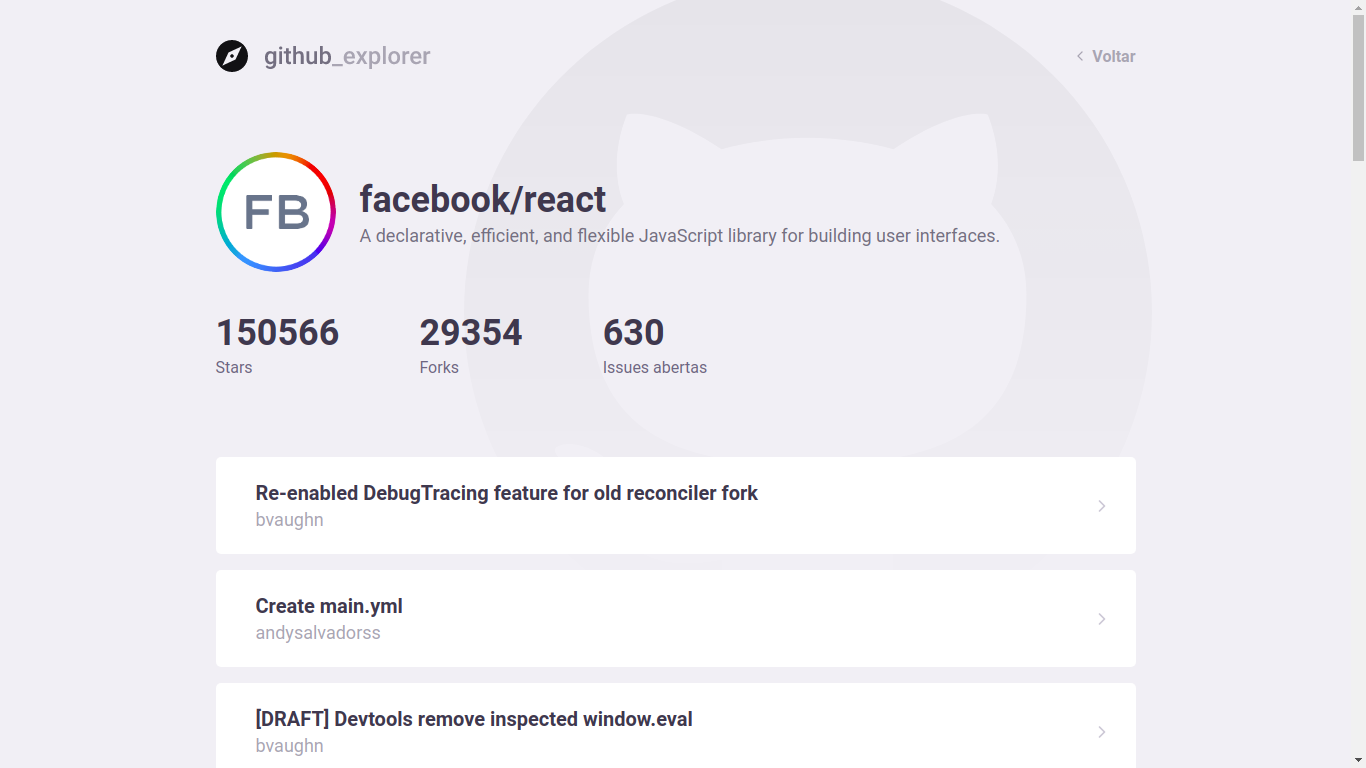 github_explorer
Voltar
FB
facebook/react
A declarative, efficient, and flexible JavaScript library for building user interfaces.
150566 29354 630
Stars Forks Issues abertas
Re-enabled DebugTracing feature for old reconciler fork
bvaughn
Create main.yml
andysalvadorss
[DRAFT] Devtools remove inspected window.eval
bvaughn